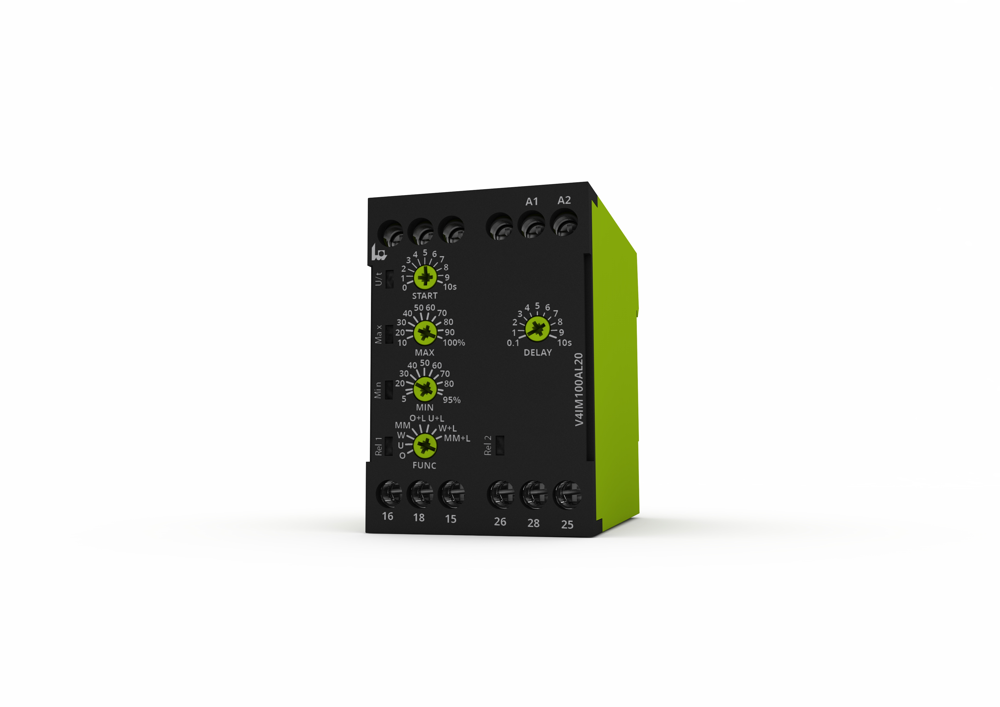 A1 A2
4 5 6
3 7
2 8
U/t 1 9
0 10s
START
50 60
40 70
30 80
Max 20 90
10 100%
MAX
4 5 6
3 7
2 8
1 9
0.1 10s
DELAY
40 50 60
30 70
20 80
Min
5 95%
MIN
V4IM100AL20
O+L U+L
MM W+L
W MM+L
Rel 1 U
O
FUNC
Rel 2
16 18 15 26 28 25